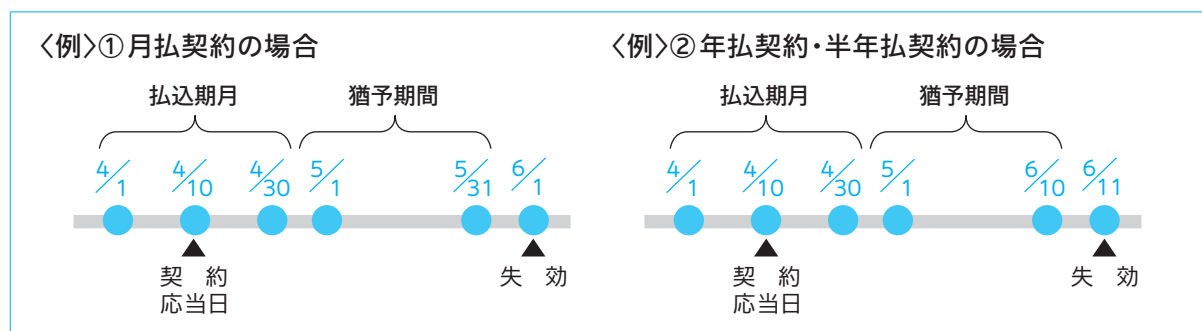 〈例〉①月払契約の場合
払込期月 猶予期間
4/1 4/10 4/30 5/1 5/31 6/1
契約 失効
応当日
〈例〉②年払契約・半年払契約の場合
払込期月 猶予期間
4/1 4/10 4/30 5/1 6/10 6/11
契約 失効
応当日